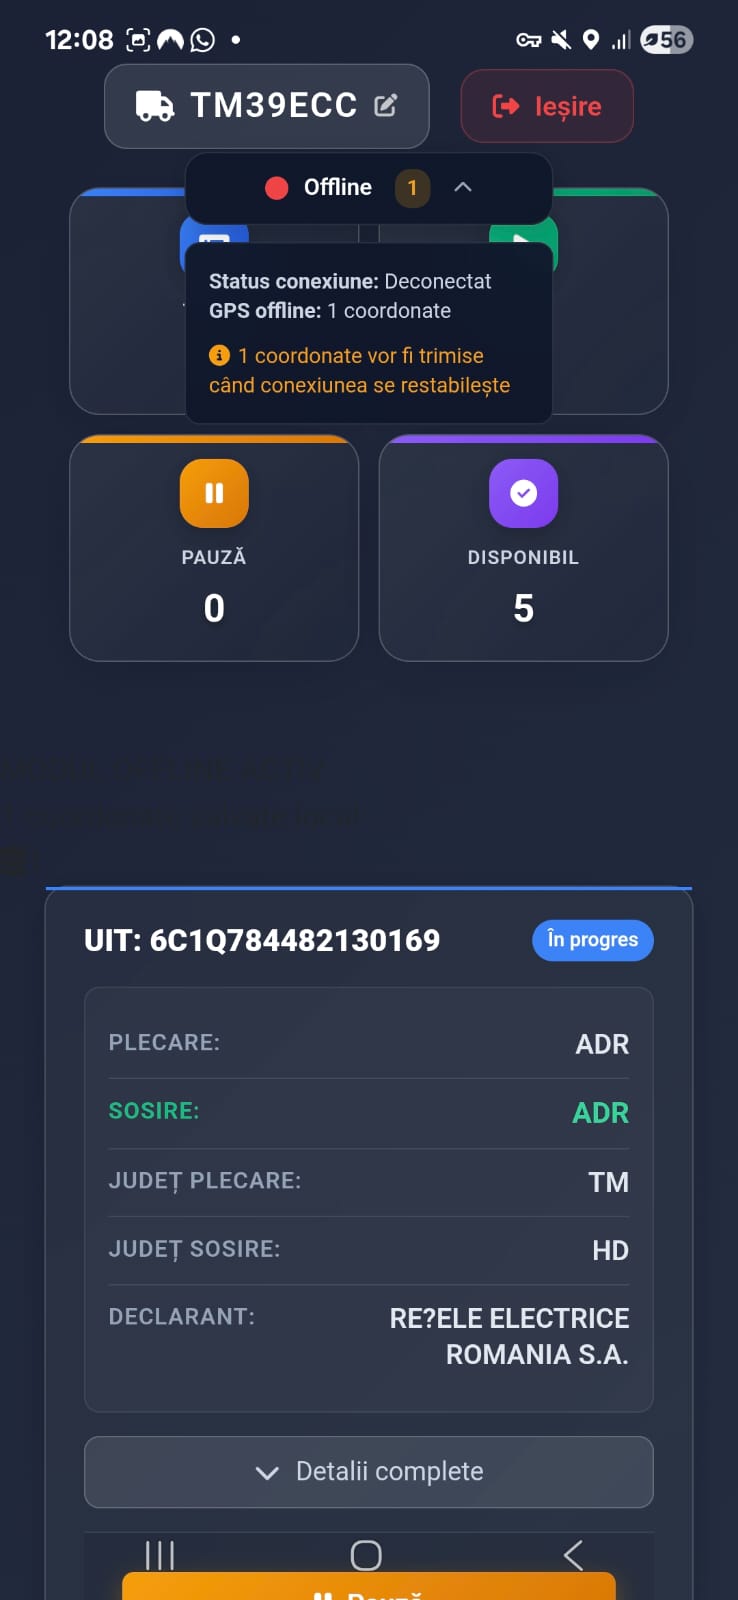 12:08
56
TM39ECC
Ieșire
Offline 1
Status conexiune: Deconectat
GPS offline: 1 coordonate
1 coordonate vor fi trimise
când conexiunea se restabilește
PAUZĂ
0
DISPONIBIL
5
UIT: 6C1Q784482130169
În progres
PLECARE: ADR
SOSIRE: ADR
JUDEȚ PLECARE: TM
JUDEȚ SOSIRE: HD
DECLARANT: RE?ELE ELECTRICE
ROMANIA S.A.
Detalii complete
Pauză